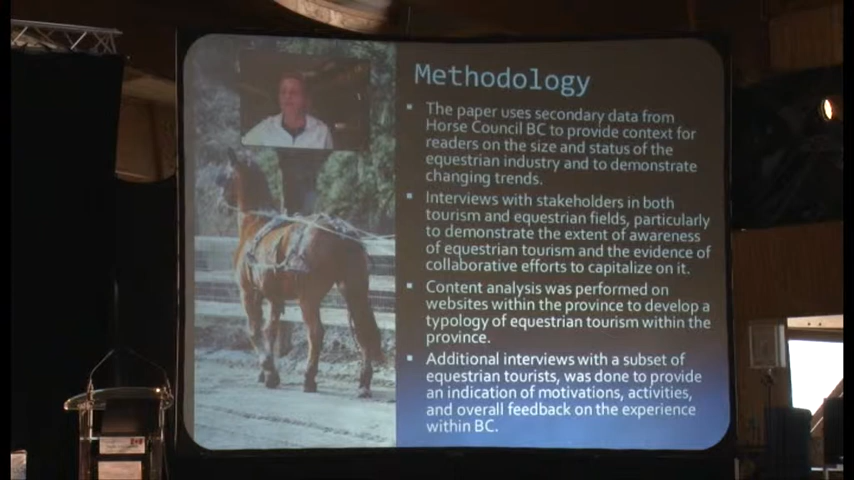 Methodology
The paper uses secondary data from
Horse Council BC to provide context for
readers on the size and status of the
equestrian industry and to demonstrate
changing trends.
Interviews with stakeholders in both
tourism and equestrian fields, particularly
to demonstrate the extent of awareness
of equestrian tourism and the evidence of
collaborative efforts to capitalize on it.
Content analysis was performed on
websites within the province to develop a
typology of equestrian tourism within the
province.
Additional interviews with a subset of
equestrian tourists, was done to provide
an indication of motivations, activities,
and overall feedback on the experience
within BC.